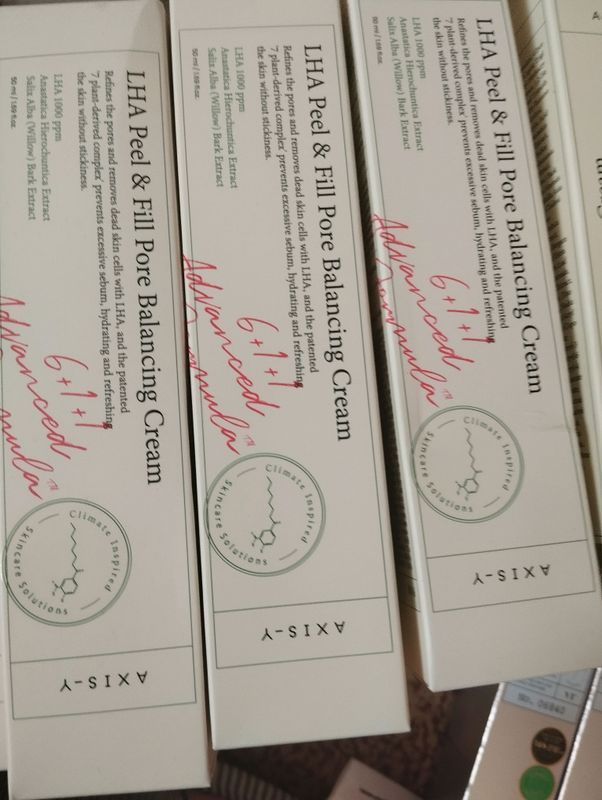 LHA Peel & Fill Pore Balancing Cream
Refines the pores and removes dead skin cells with LHA, and the patented
7 plant-derived complex prevents excessive sebum, hydrating and refreshing
the skin without stickiness.
LHA 1000 ppm
Anastatica Hierochuntica Extract
Salix Alba (Willow) Bark Extract
50 ml / 1.69 fl.oz.
6+1+1
Advanced
Climate Inspired
Skincare Solutions
AXIS-Y
LHA Peel & Fill Pore Balancing Cream
Refines the pores and removes dead skin cells with LHA, and the patented
7 plant-derived complex prevents excessive sebum, hydrating and refreshing
the skin without stickiness.
LHA 1000 ppm
Anastatica Hierochuntica Extract
Salix Alba (Willow) Bark Extract
50 ml / 1.69 fl.oz.
6+1+1
Advanced
Formula™
Climate Inspired
Skincare Solutions
AXIS-Y
LHA Peel & Fill Pore Balancing Cream
Refines the pores and removes dead skin cells with LHA, and the patented
7 plant-derived complex prevents excessive sebum, hydrating and refreshing
the skin without stickiness.
LHA 1000 ppm
Anastatica Hierochuntica Extract
Salix Alba (Willow) Bark Extract
50 ml / 1.69 fl.oz.
6+1+1
Advanced
Formula™
Climate Inspired
Skincare Solutions
AXIS-Y